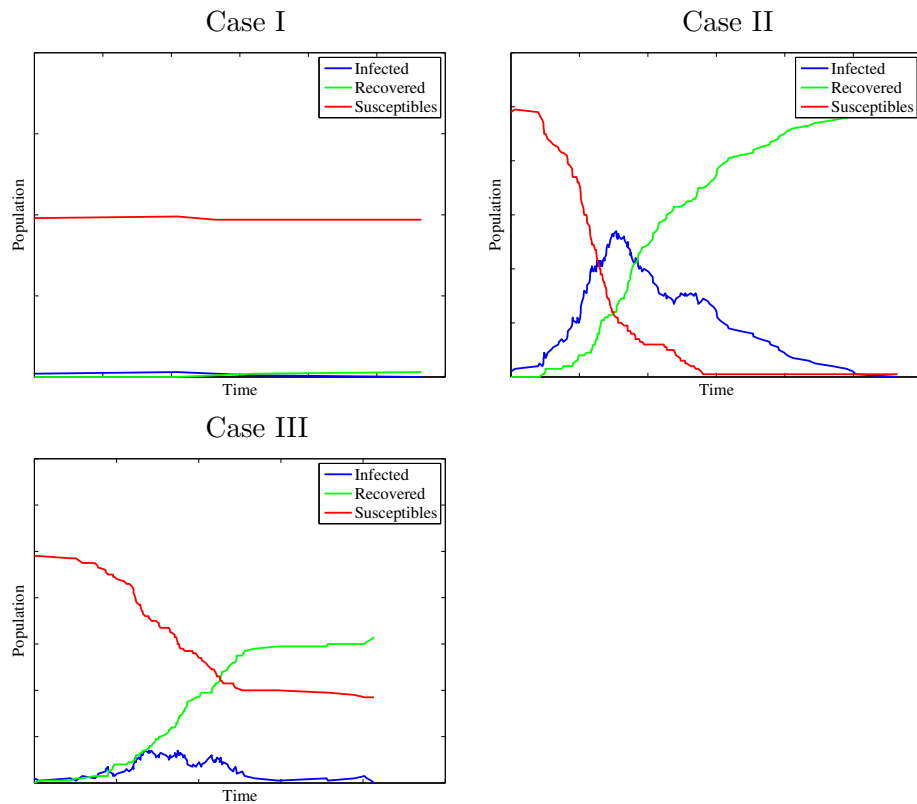 Case I
Infected
Recovered
Susceptibles
Population
Time
Case II
Infected
Recovered
Susceptibles
Population
Time
Case III
Infected
Recovered
Susceptibles
Population
Time